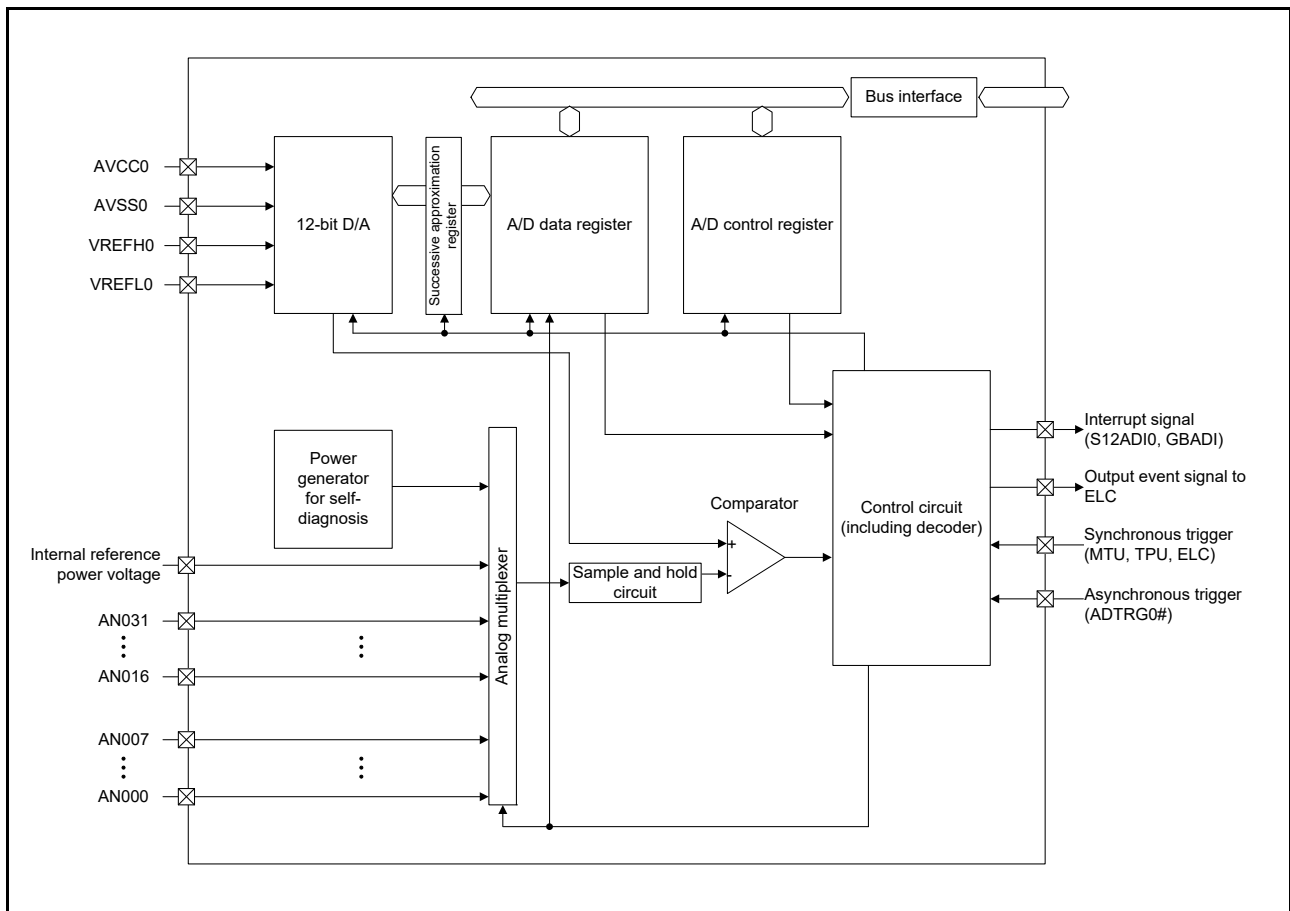 Bus interface
AVCC0
AVSS0
VREFH0
VREFL0
12-bit D/A
Successive approximation
register
A/D data register
A/D control register
Power
generator
for self-
diagnosis
Internal reference
power voltage
AN031
AN016
AN007
AN000
Analog multiplexer
Sample and hold
circuit
Comparator
+
-
Control circuit
(including decoder)
Interrupt signal
(S12ADI0, GBADI)
Output event signal to
ELC
Synchronous trigger
(MTU, TPU, ELC)
Asynchronous trigger
(ADTRG0#)